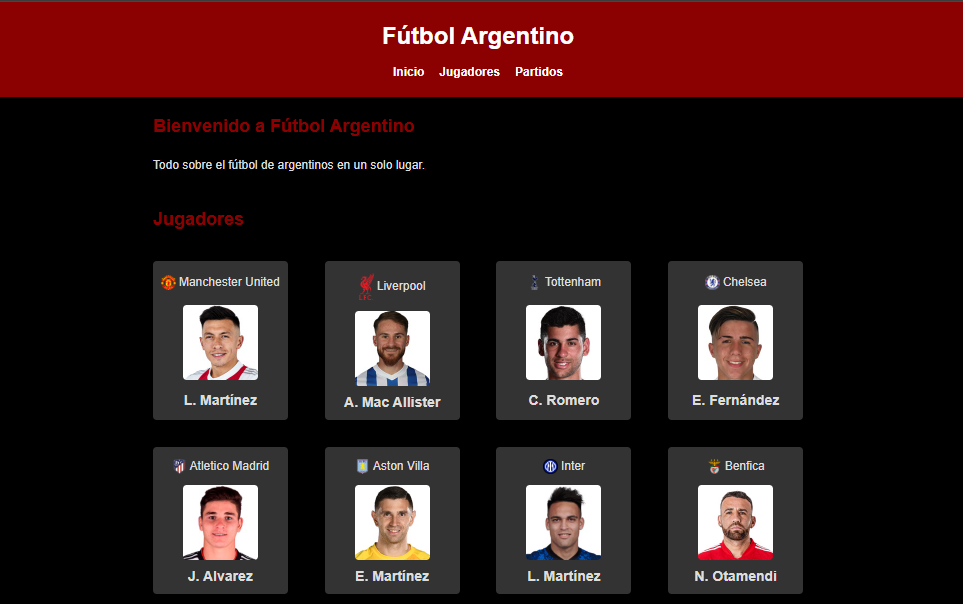 Fútbol Argentino
Inicio Jugadores Partidos
Bienvenido a Fútbol Argentino
Todo sobre el fútbol de argentinos en un solo lugar.
Jugadores
Manchester United
L. Martínez
Liverpool
A. Mac Allister
Tottenham
C. Romero
Chelsea
E. Fernández
Atletico Madrid
J. Alvarez
Aston Villa
E. Martínez
Inter
L. Martínez
Benfica
N. Otamendi